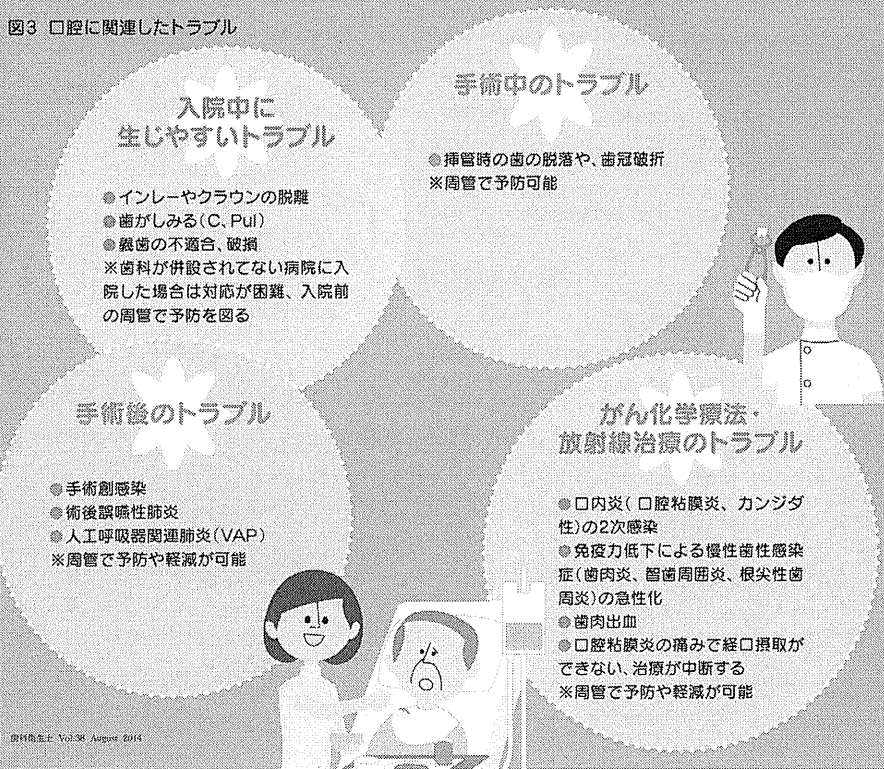 図3 口腔に関連したトラブル
入院中に
生じやすいトラブル
●インレーやクラウンの脱離
●歯がしみる(C、Pul)
●義歯の不適合、破損
※歯科が併設されてない病院に入
院した場合は対応が困難、入院前
の周管で予防を図る
手術中のトラブル
●挿管時の歯の脱落や、歯冠破折
※周管で予防可能
手術後のトラブル
●手術創感染
●術後誤嚥性肺炎
●人工呼吸器関連肺炎(VAP)
※周管で予防や軽減が可能
がん化学療法・
放射線治療のトラブル
●口内炎(口腔粘膜炎、カンジダ
性)の2次感染
●免疫力低下による慢性歯性感染
症(歯肉炎、智歯周囲炎、根尖性歯
周炎)の急性化
●歯肉出血
●口腔粘膜炎の痛みで経口摂取が
できない、治療が中断する
※周管で予防や軽減が可能
歯科衛生士 Vol.38 August 2014